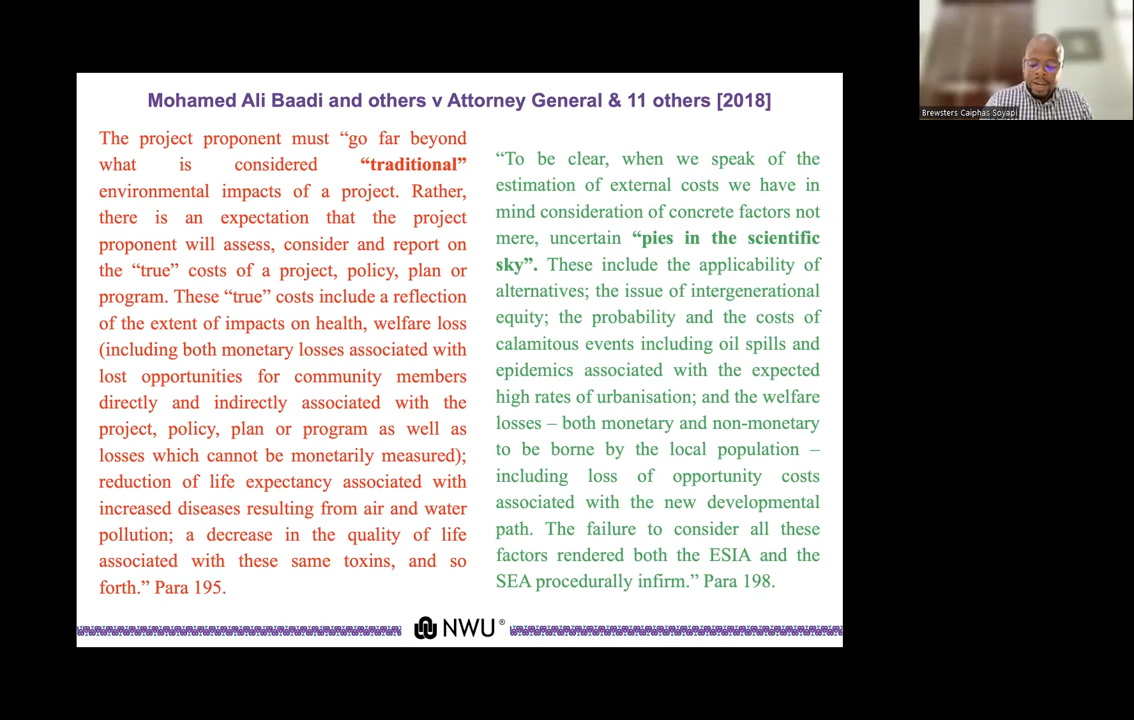 Mohamed Ali Baadi and others v Attorney General & 11 others [2018]
The project proponent must “go far beyond
what is considered “traditional”
environmental impacts of a project. Rather,
there is an expectation that the project
proponent will assess, consider and report on
the “true” costs of a project, policy, plan or
program. These “true” costs include a reflection
of the extent of impacts on health, welfare loss
(including both monetary losses associated with
lost opportunities for community members
directly and indirectly associated with the
project, policy, plan or program as well as
losses which cannot be monetarily measured);
reduction of life expectancy associated with
increased diseases resulting from air and water
pollution; a decrease in the quality of life
associated with these same toxins, and so
forth.” Para 195.
“To be clear, when we speak of the
estimation of external costs we have in
mind consideration of concrete factors not
mere, uncertain “pies in the scientific
sky”. These include the applicability of
alternatives; the issue of intergenerational
equity; the probability and the costs of
calamitous events including oil spills and
epidemics associated with the expected
high rates of urbanisation; and the welfare
losses – both monetary and non-monetary
to be borne by the local population –
including loss of opportunity costs
associated with the new developmental
path. The failure to consider all these
factors rendered both the ESIA and the
SEA procedurally infirm.” Para 198.
NWU®
Brewsters Caiphas Soyapi